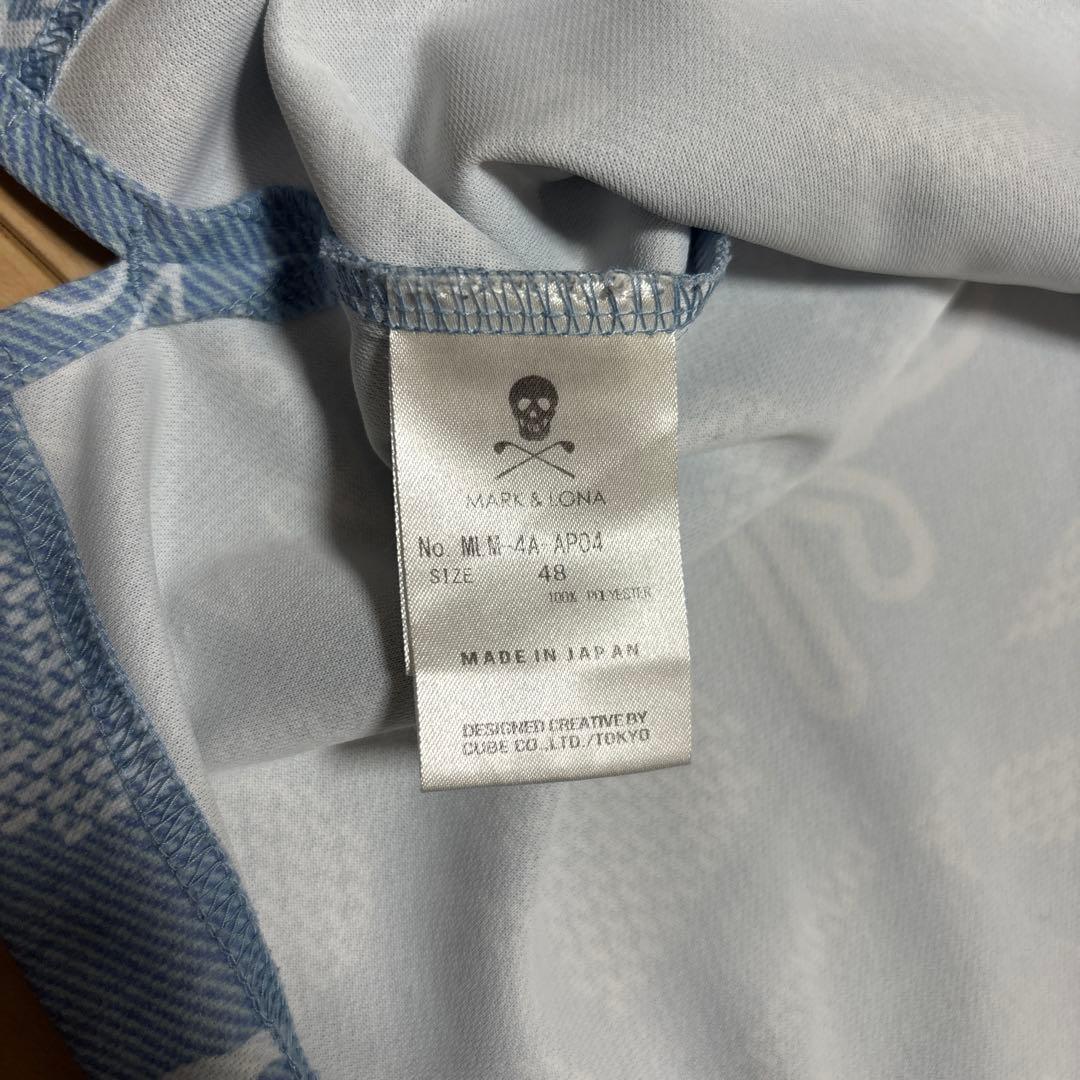 MARK & LONA
No. MLM-4A-AP04
SIZE 48
100% POLYESTER
MADE IN JAPAN
DESIGNED CREATIVE BY
CUBE CO.,LTD./TOKYO